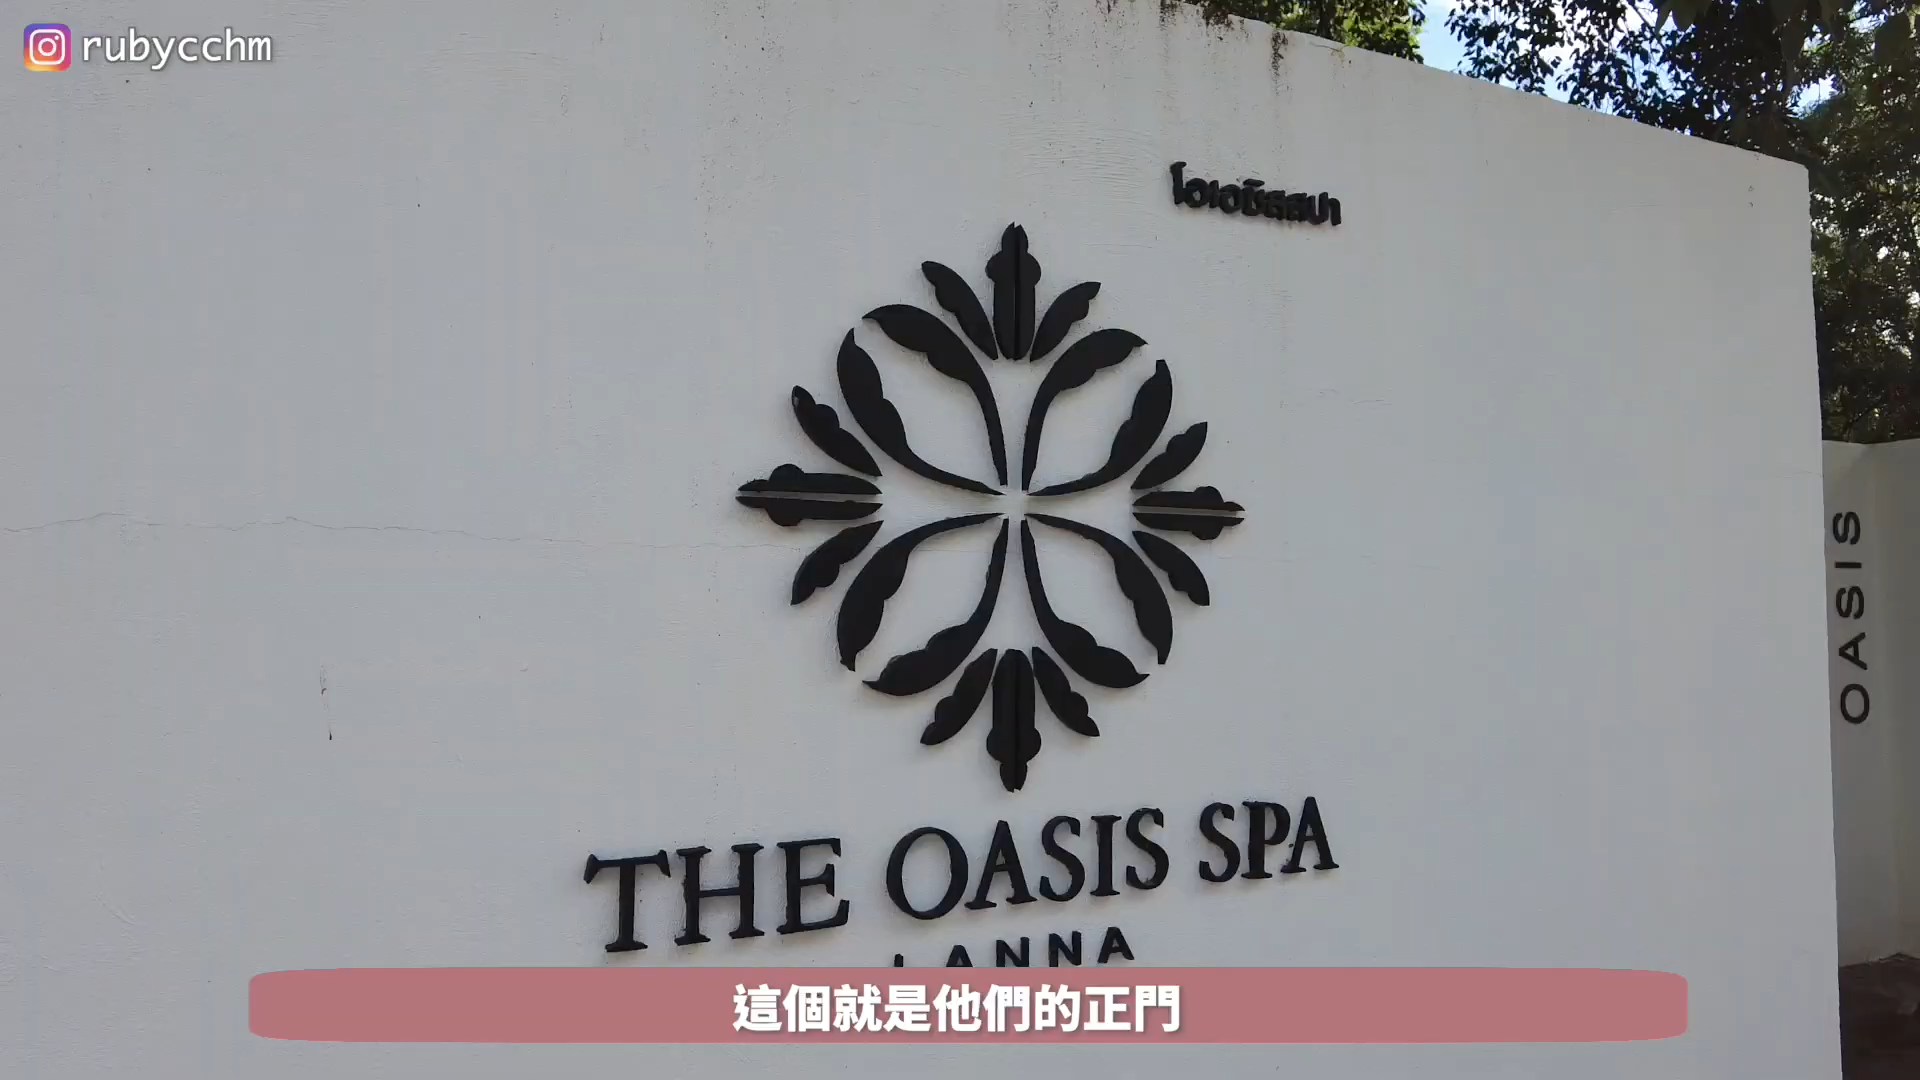 rubycchm
โอเอซิสสปา
THE OASIS SPA
LANNA
OASIS
這個就是他們的正門